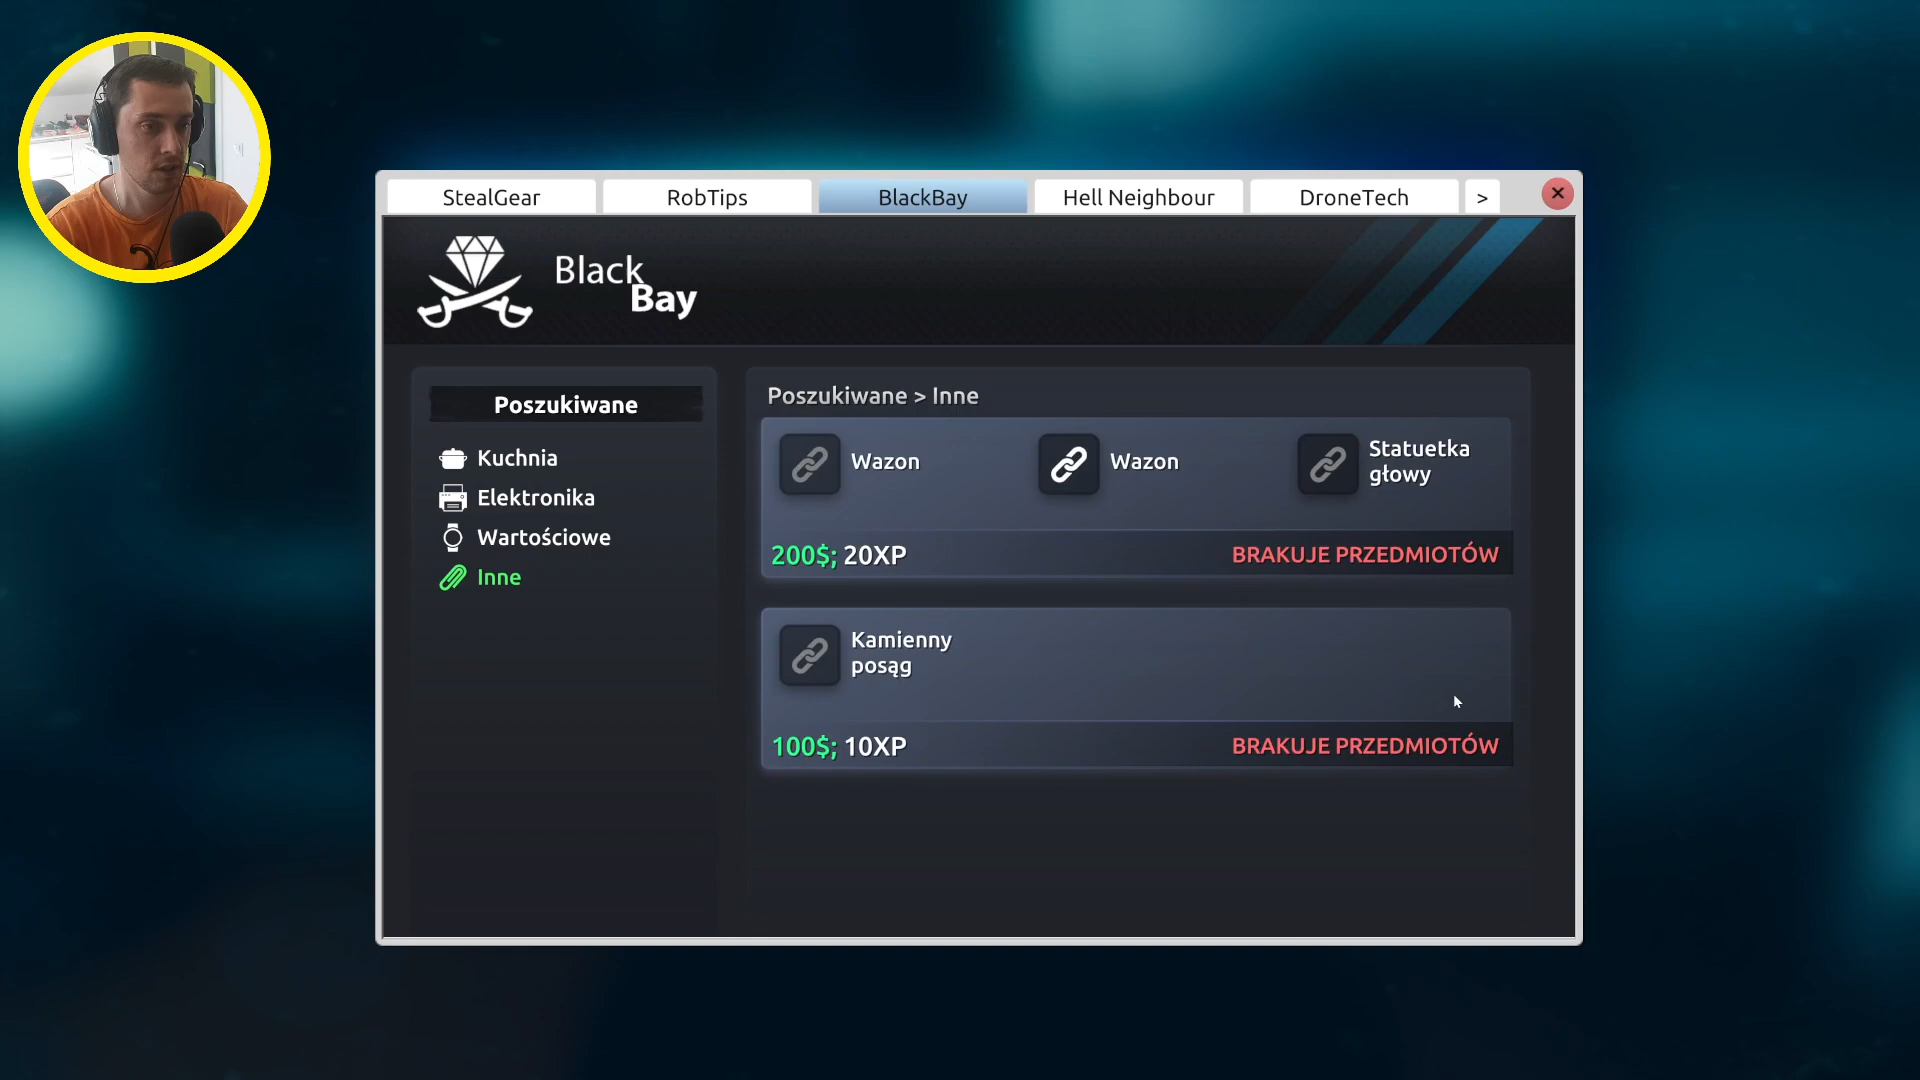 StealGear
RobTips
BlackBay
Hell Neighbour
DroneTech
>
Black
Bay
Poszukiwane
Kuchnia
Elektronika
Wartościowe
Inne
Poszukiwane > Inne
Wazon
Wazon
Statuetka
głowy
200$; 20XP
BRAKUJE PRZEDMIOTÓW
Kamienny
posąg
100$; 10XP
BRAKUJE PRZEDMIOTÓW